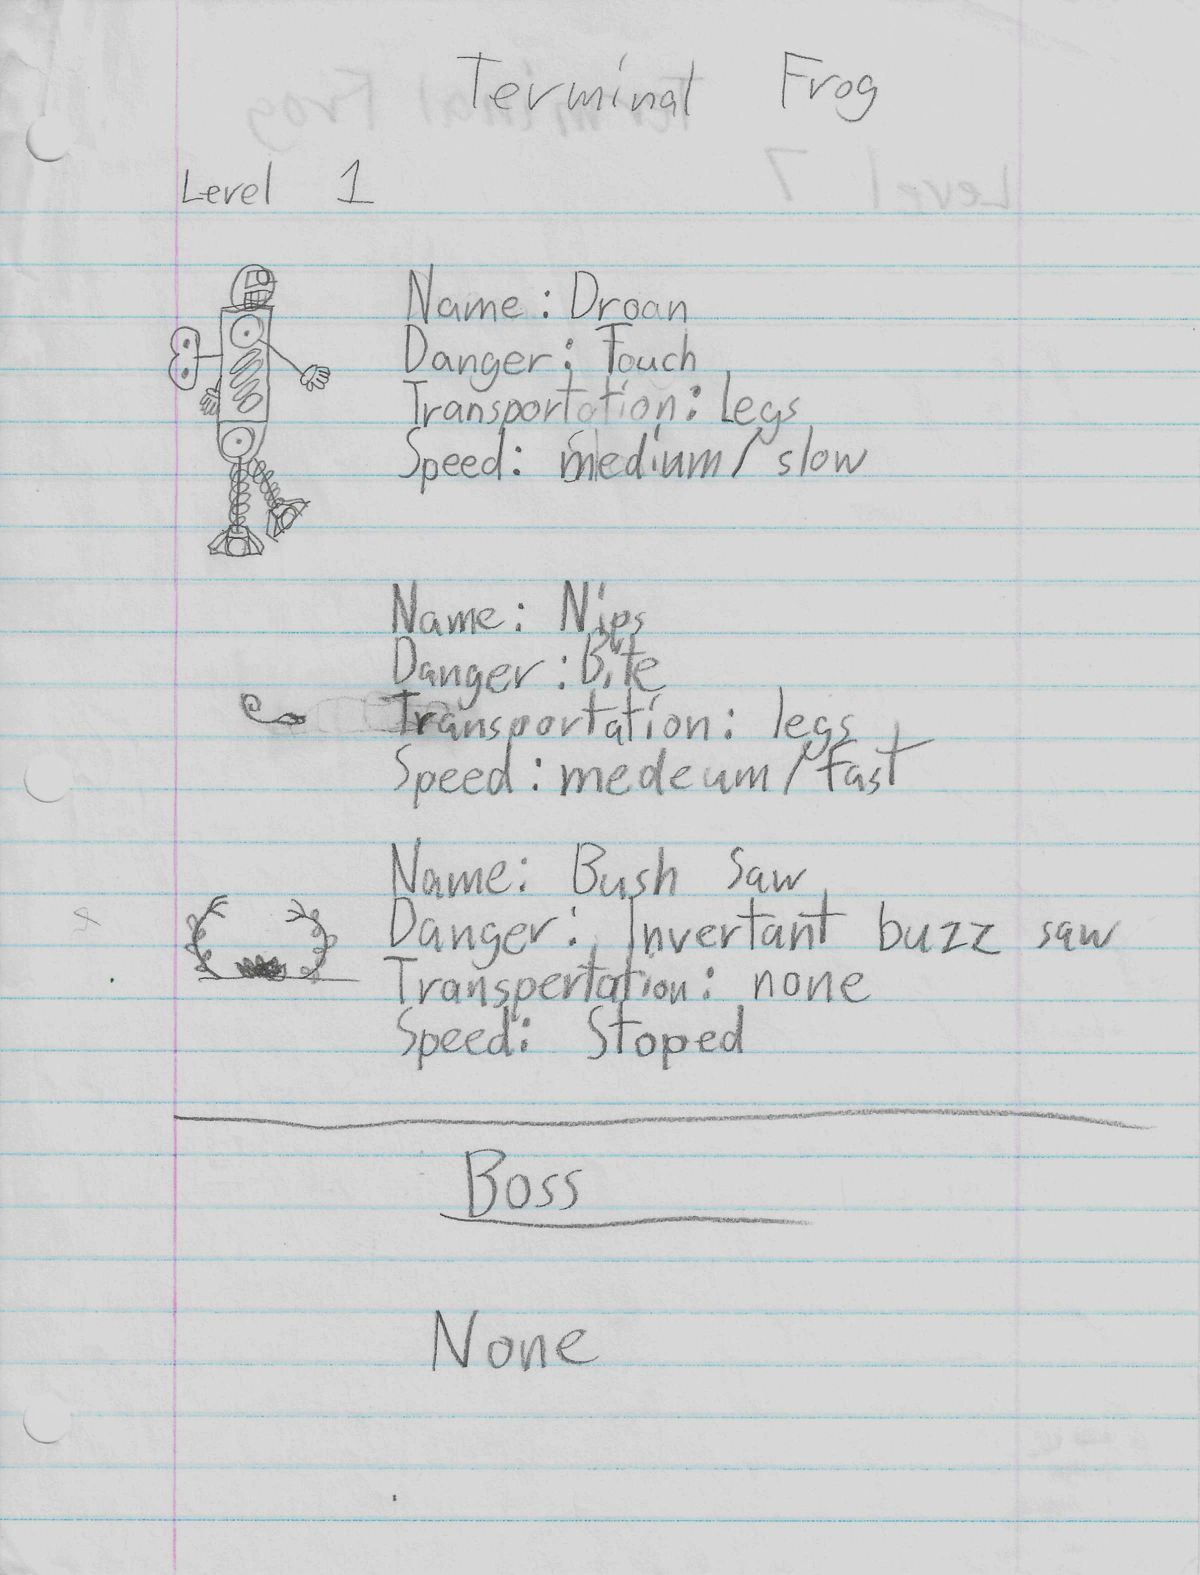 Terminal Frog
Level 1
Name: Droan
Danger: Touch
Transportation: Legs
Speed: medium/slow
Name: Nips
Danger: Bite
Transportation: legs
Speed: medeum/fast
Name: Bush Saw
Danger: Invertant buzz saw
Transpertation: none
Speed: Stoped
Boss
None